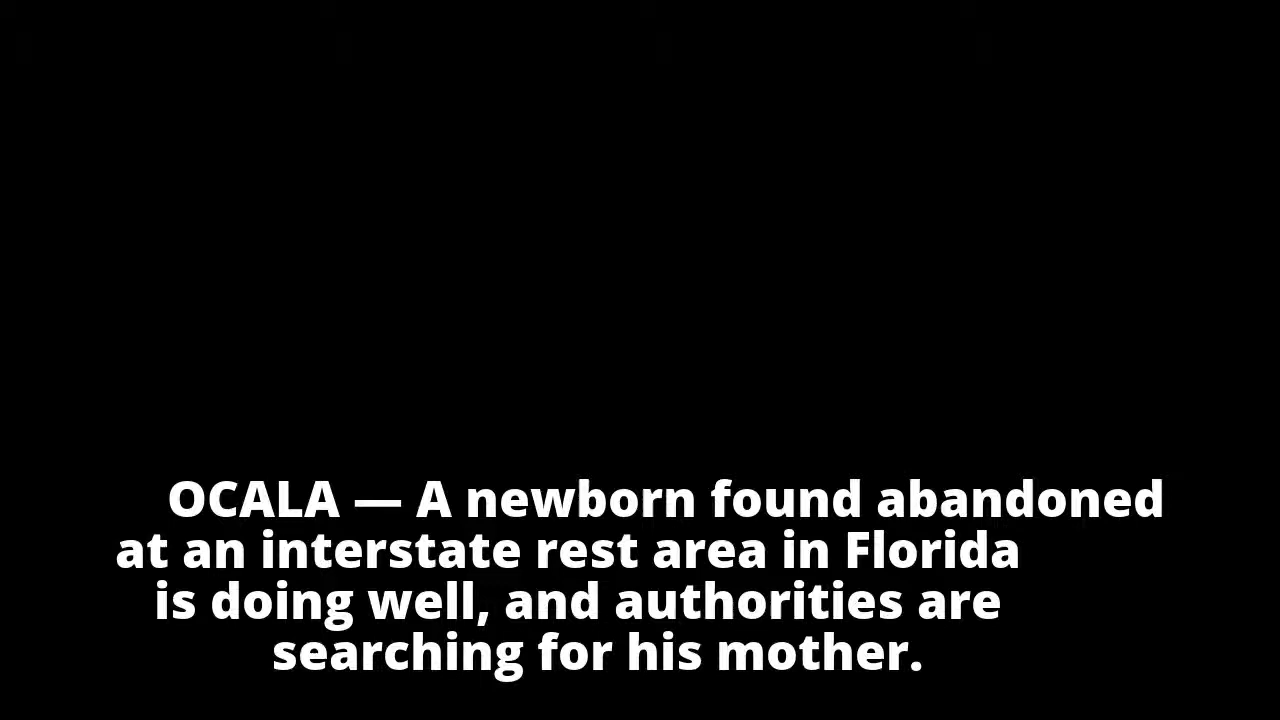 OCALA — A newborn found abandoned
at an interstate rest area in Florida
is doing well, and authorities are
searching for his mother.